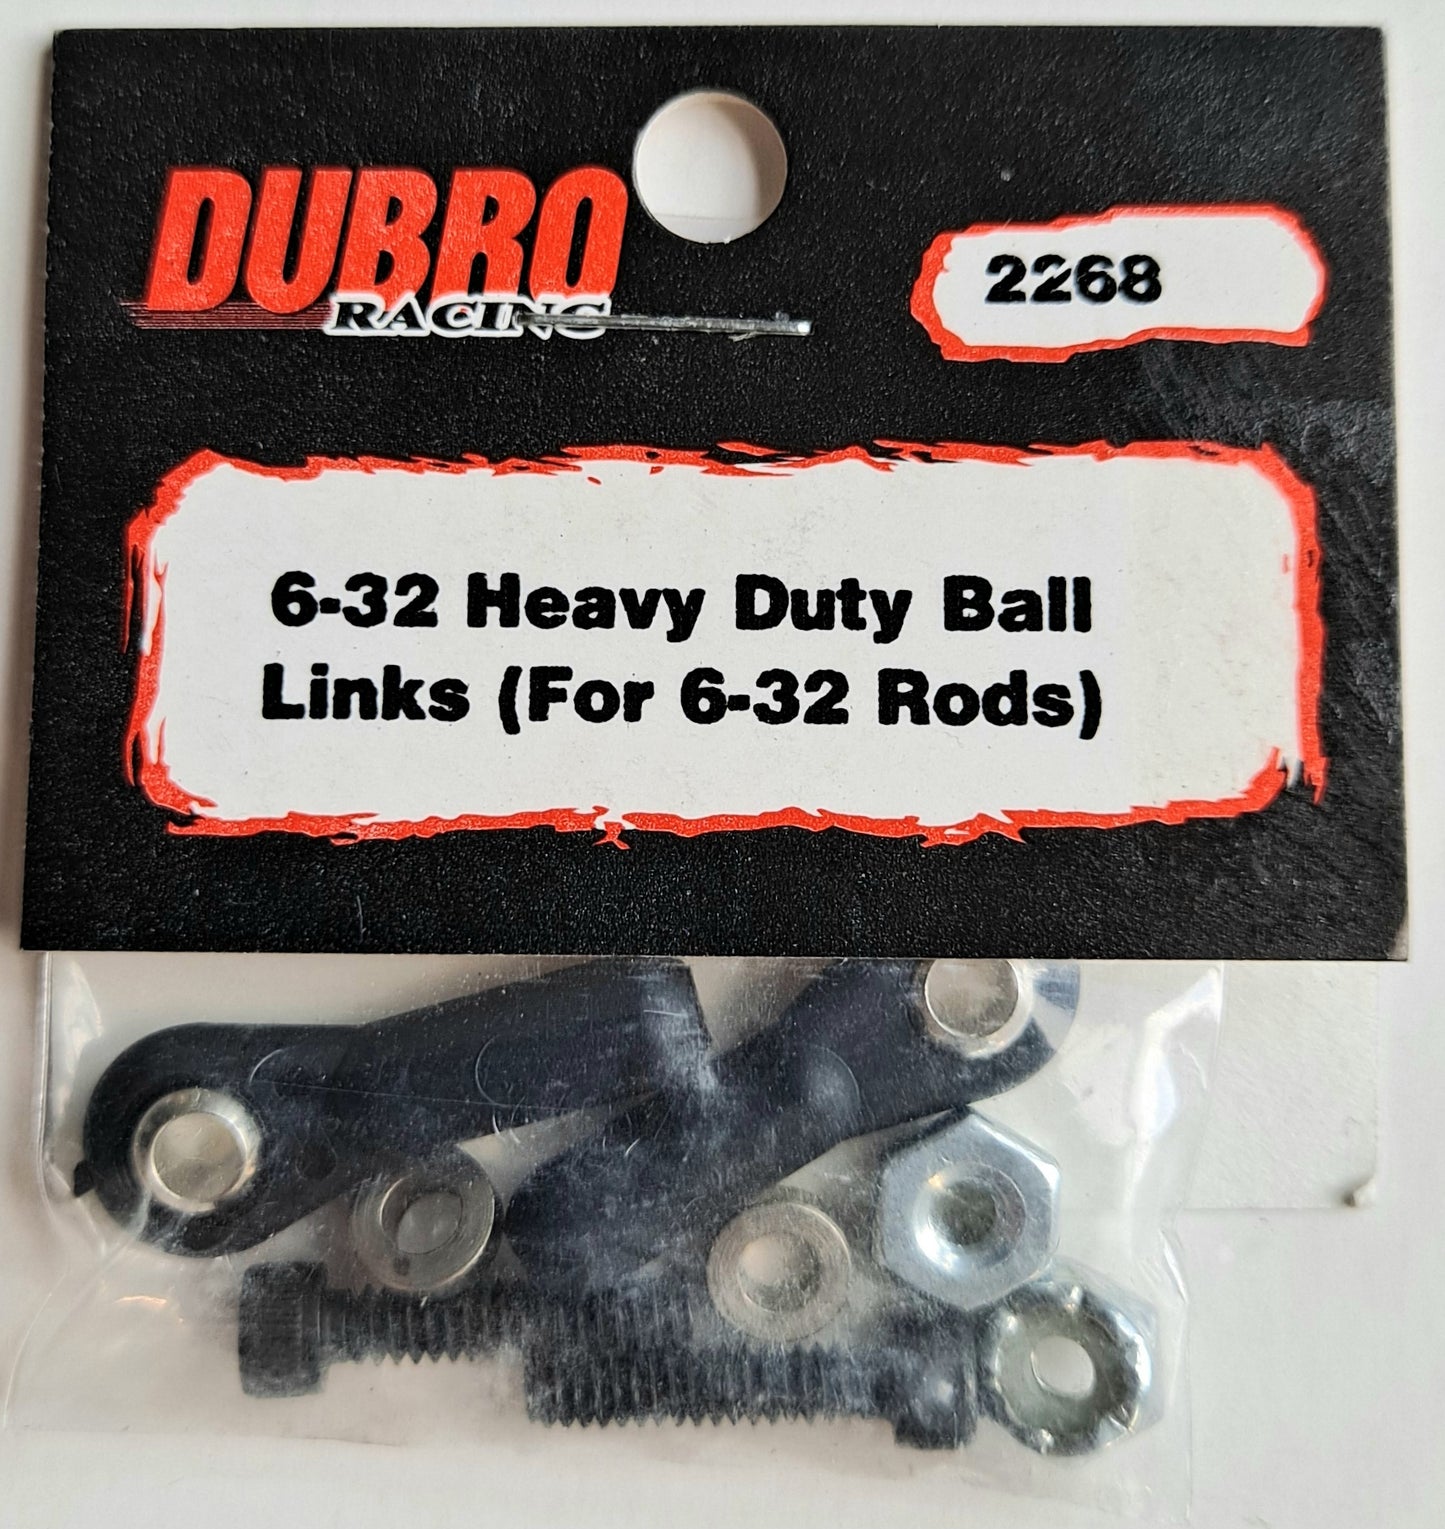 DUBRO
RACING
2268
6-32 Heavy Duty Ball
Links (For 6-32 Rods)